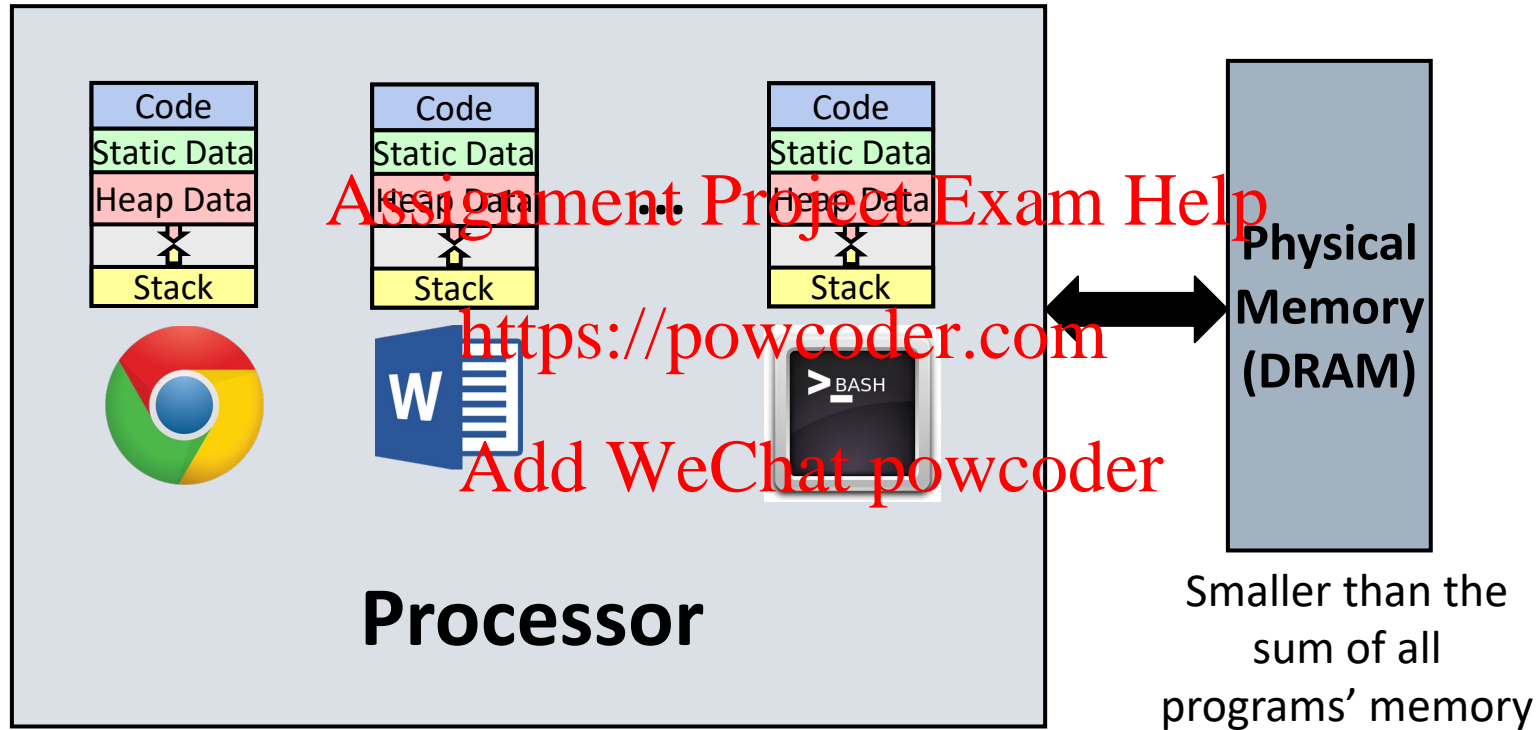 Code
Static Data
Heap Data
Stack
Code
Static Data
Heap Data
Stack
W
...
Code
Static Data
Heap Data
Stack
>_BASH
Assignment Project Exam Help
https://powcoder.com
Add WeChat powcoder
Processor
Physical
Memory
(DRAM)
Smaller than the
sum of all
programs’ memory